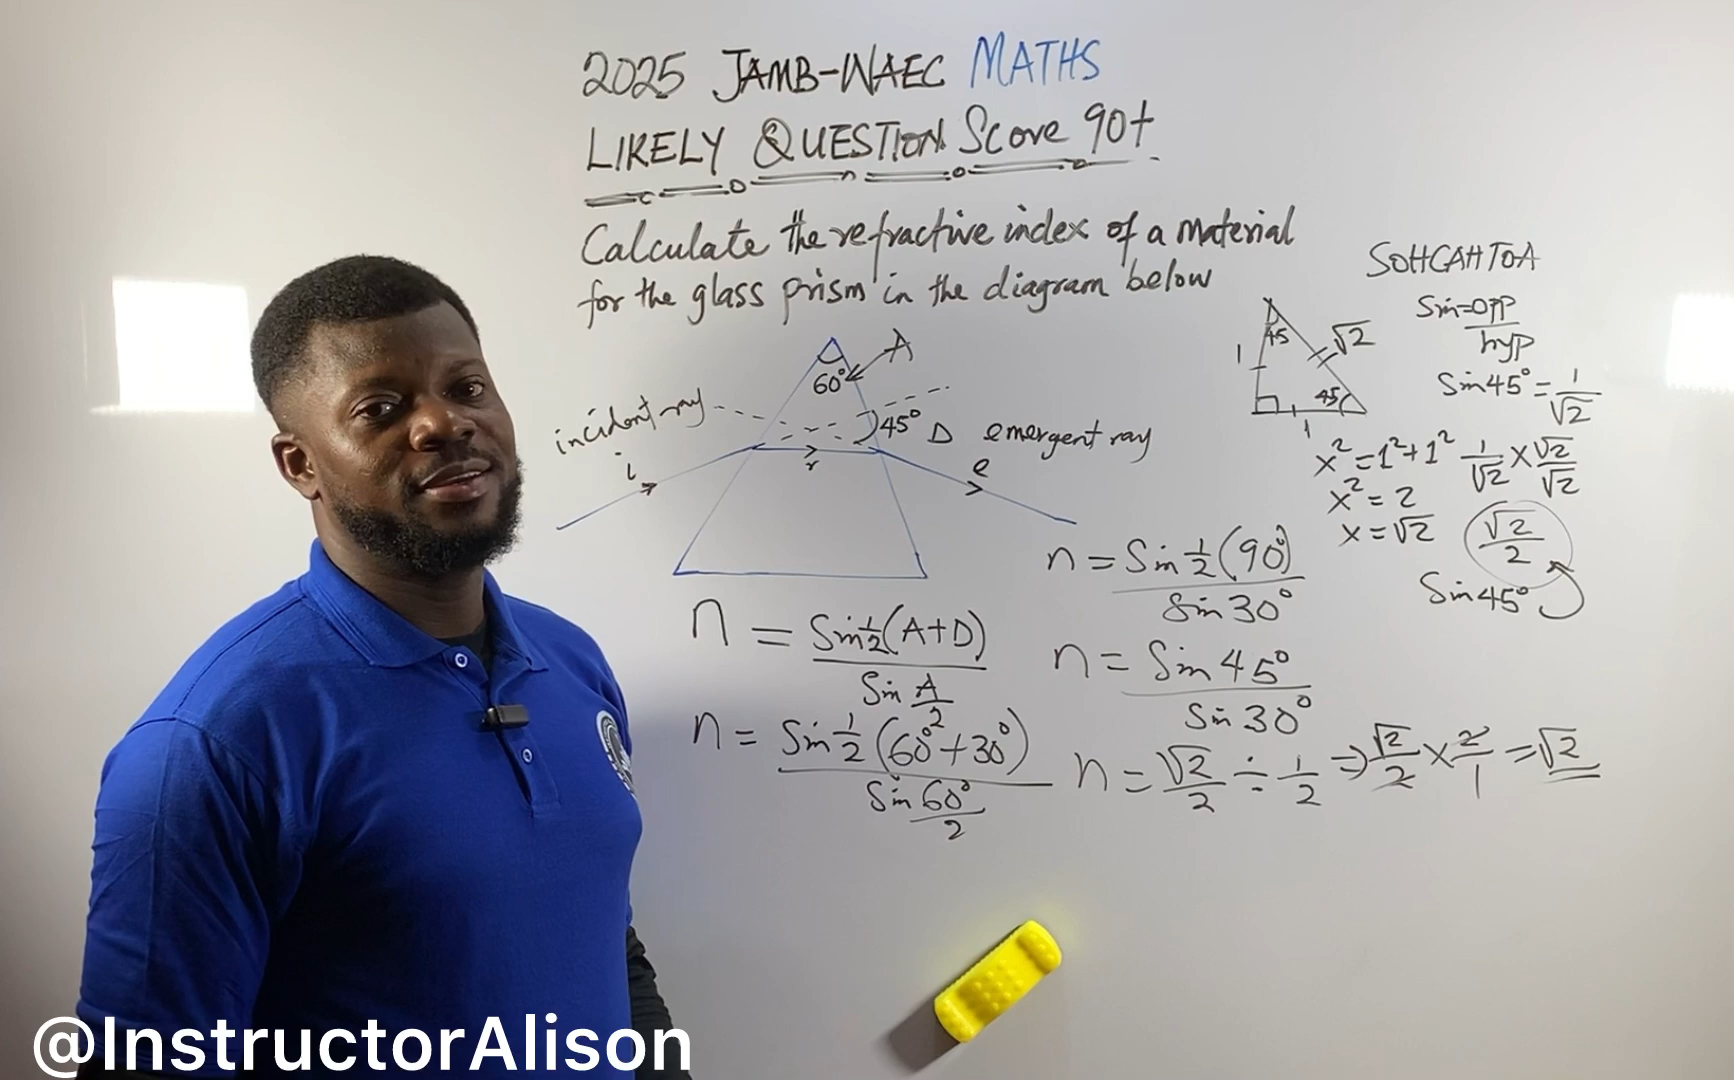 2025 JAMB-WAEC MATHS
LIKELY QUESTION Score 90+
Calculate the refractive index of a material
for the glass prism in the diagram below
A
60°
incident ray
45° D emergent ray
i
r
e
n = Sin½(A+D) / Sin A/2
n = Sin½(60°+30°) / Sin 60°/2
n = Sin½(90°) / Sin 30°
n = Sin 45° / Sin 30°
n = √2/2 ÷ 1/2 ⇒ √2/2 × 2/1 = √2
SOHCAHTOA
45
1
√2
45
1
Sin=opp/hyp
Sin45° = 1/√2
x² = 1²+1²
1/√2 × √2/√2
x² = 2
x = √2
√2/2
Sin45°
@InstructorAlison